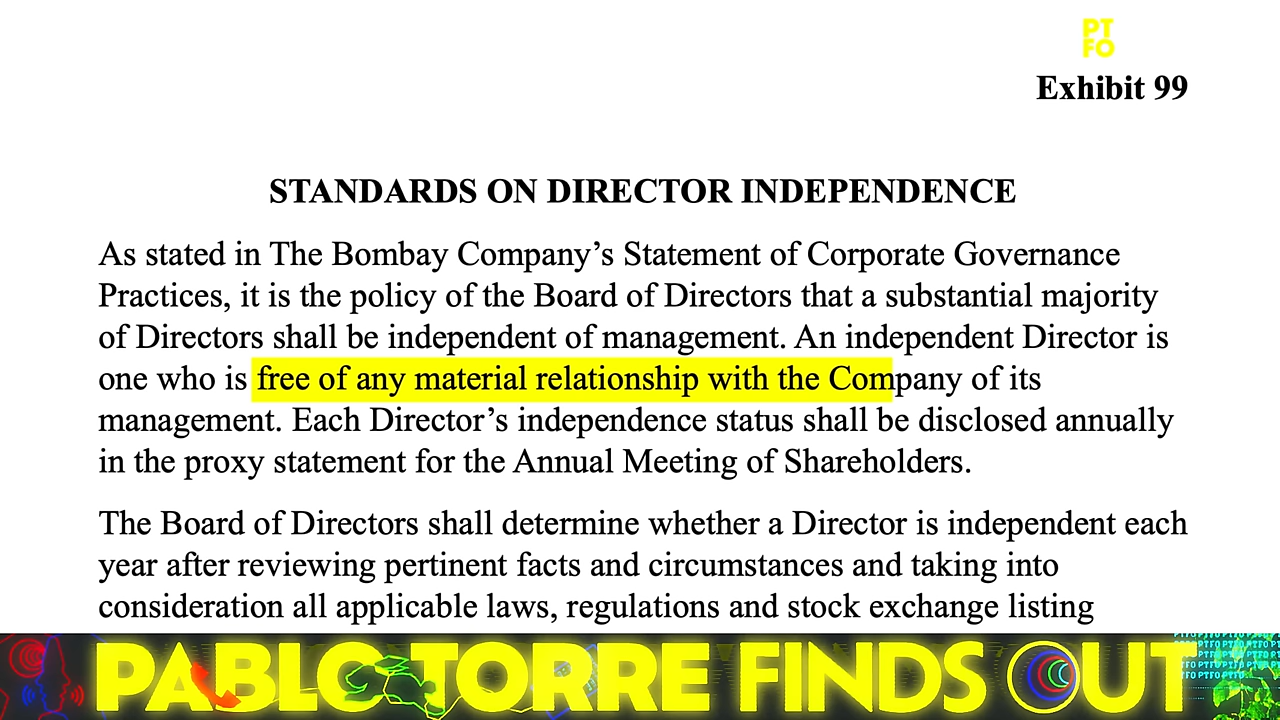 PT
FO
Exhibit 99
STANDARDS ON DIRECTOR INDEPENDENCE
As stated in The Bombay Company’s Statement of Corporate Governance
Practices, it is the policy of the Board of Directors that a substantial majority
of Directors shall be independent of management. An independent Director is
one who is free of any material relationship with the Company of its
management. Each Director’s independence status shall be disclosed annually
in the proxy statement for the Annual Meeting of Shareholders.
The Board of Directors shall determine whether a Director is independent each
year after reviewing pertinent facts and circumstances and taking into
consideration all applicable laws, regulations and stock exchange listing
PABLO TORRE FINDS OUT